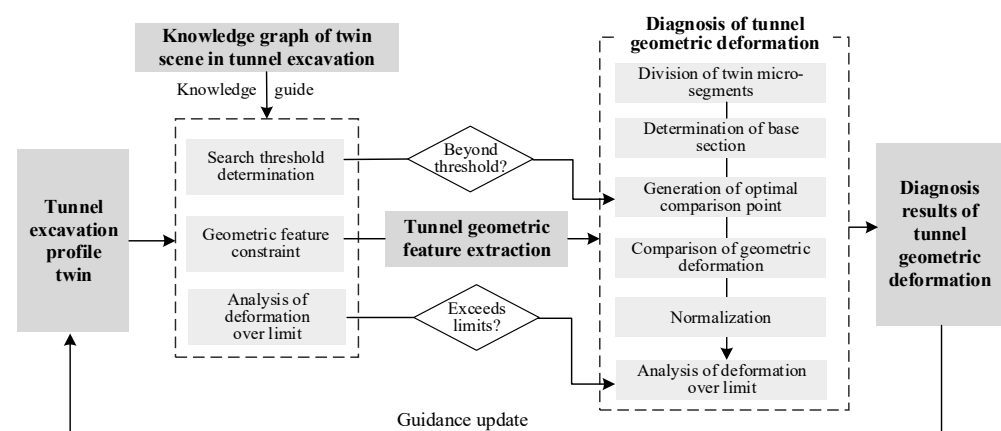 Knowledge graph of twin
scene in tunnel excavation
Knowledge guide
Search threshold
determination
Geometric feature
constraint
Analysis of
deformation
over limit
Tunnel
excavation
profile
twin
Beyond
threshold?
Tunnel geometric
feature extraction
Exceeds
limits?
Diagnosis of tunnel
geometric deformation
Division of twin micro-
segments
Determination of base
section
Generation of optimal
comparison point
Comparison of geometric
deformation
Normalization
Analysis of deformation
over limit
Diagnosis
results of
tunnel
geometric
deformation
Guidance update